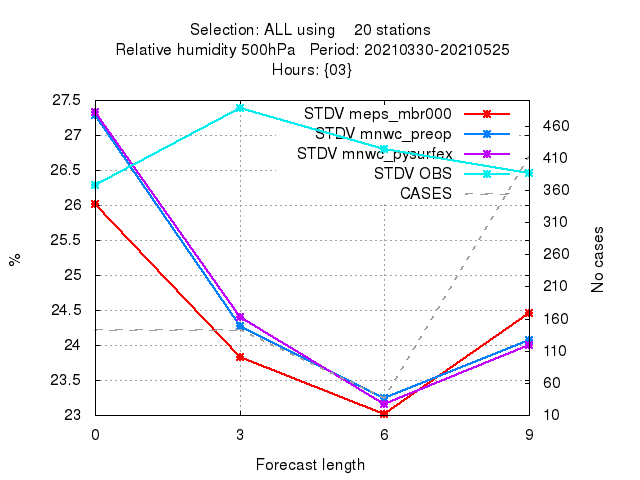 Selection: ALL using 20 stations
Relative humidity 500hPa Period: 20210330-20210525
Hours: {03}
27.5
27
26.5
26
25.5
25
24.5
24
23.5
23
STDV meps_mbr000
STDV mnwc_preop
STDV mnwc_pysurfex
STDV OBS
CASES
460
410
360
310
260
210
160
110
60
10
%
No cases
0 3 6 9
Forecast length